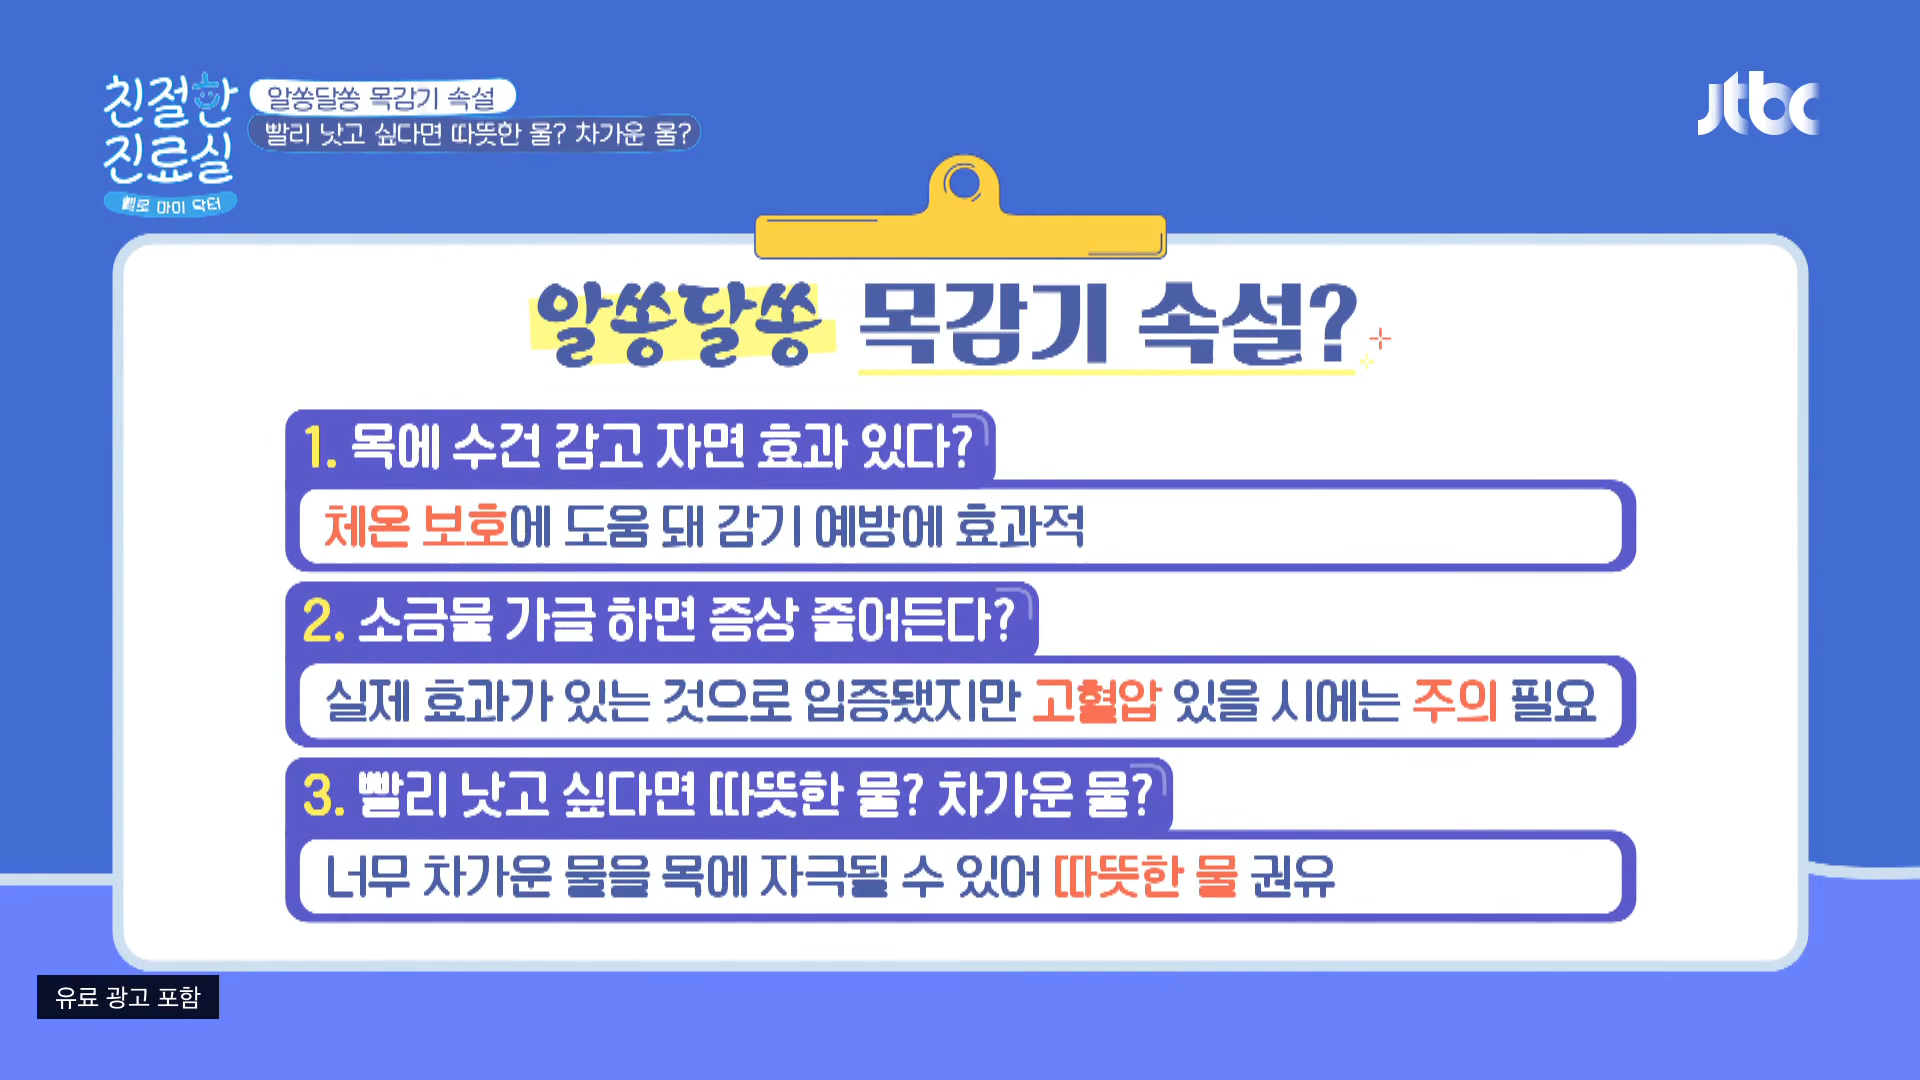 친절한
진료실
헬로 마이 닥터
알쏭달쏭 목감기 속설
빨리 낫고 싶다면 따뜻한 물? 차가운 물?
jtbc
알쏭달쏭 목감기 속설?
1. 목에 수건 감고 자면 효과 있다?
체온 보호에 도움 돼 감기 예방에 효과적
2. 소금물 가글 하면 증상 줄어든다?
실제 효과가 있는 것으로 입증됐지만 고혈압 있을 시에는 주의 필요
3. 빨리 낫고 싶다면 따뜻한 물? 차가운 물?
너무 차가운 물을 목에 자극될 수 있어 따뜻한 물 권유
유료 광고 포함